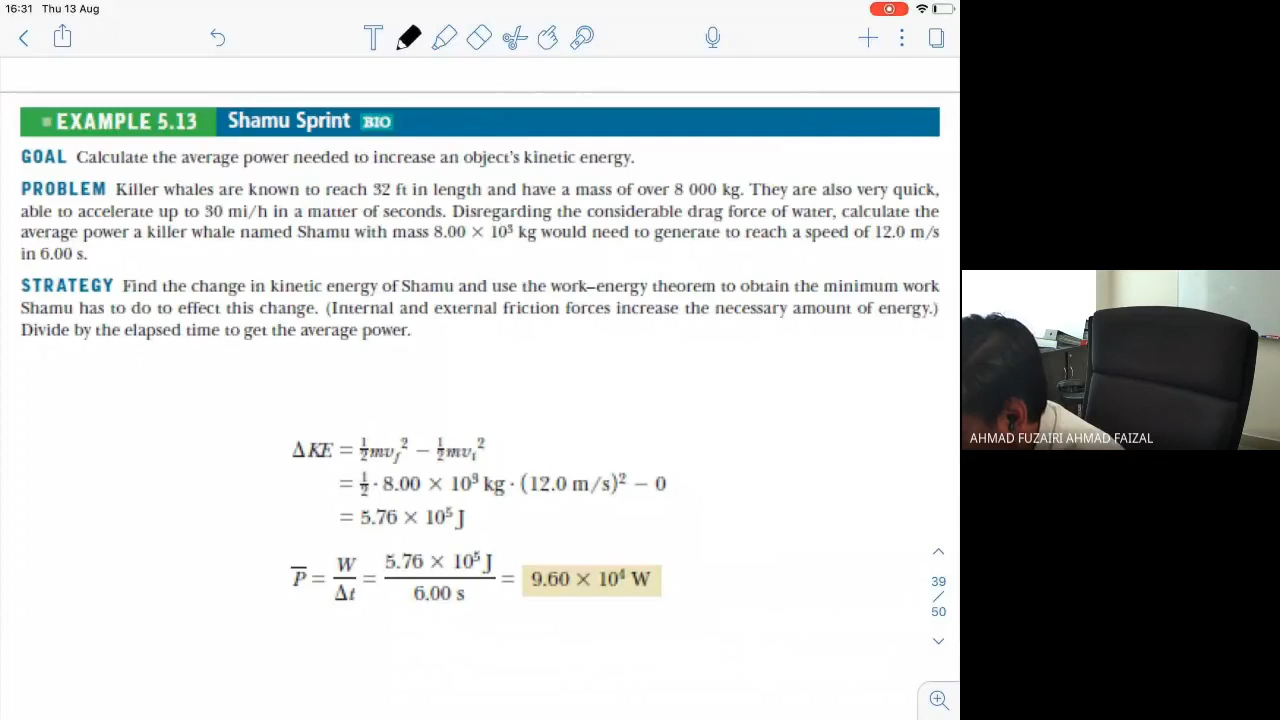 16:31 Thu 13 Aug
EXAMPLE 5.13 Shamu Sprint BIO
GOAL Calculate the average power needed to increase an object's kinetic energy.
PROBLEM Killer whales are known to reach 32 ft in length and have a mass of over 8 000 kg. They are also very quick,
able to accelerate up to 30 mi/h in a matter of seconds. Disregarding the considerable drag force of water, calculate the
average power a killer whale named Shamu with mass 8.00 × 10³ kg would need to generate to reach a speed of 12.0 m/s
in 6.00 s.
STRATEGY Find the change in kinetic energy of Shamu and use the work–energy theorem to obtain the minimum work
Shamu has to do to effect this change. (Internal and external friction forces increase the necessary amount of energy.)
Divide by the elapsed time to get the average power.
ΔKE = ½mv_f² − ½mv_i²
= ½ · 8.00 × 10³ kg · (12.0 m/s)² − 0
= 5.76 × 10⁵ J
P̅ = W/Δt = 5.76 × 10⁵ J / 6.00 s = 9.60 × 10⁴ W
39
/
50
AHMAD FUZAIRI AHMAD FAIZAL